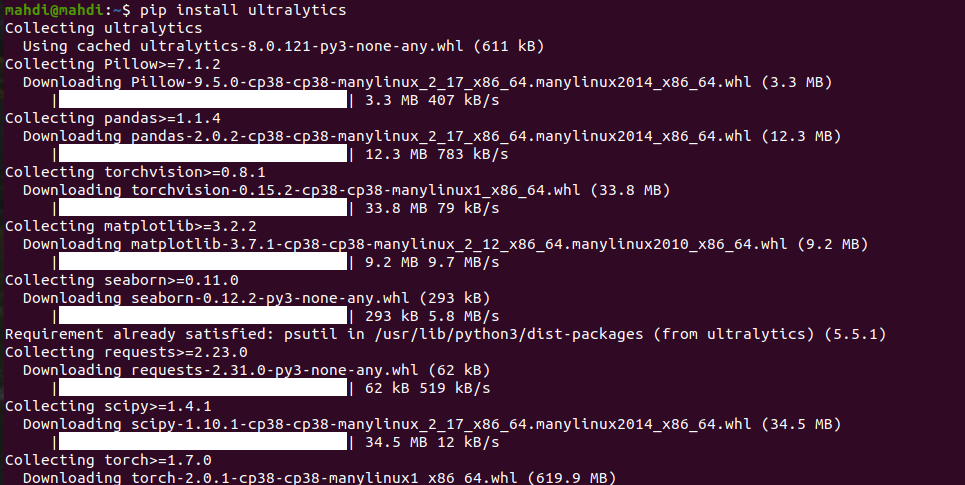 mahdi@mahdi:~$ pip install ultralytics
Collecting ultralytics
Using cached ultralytics-8.0.121-py3-none-any.whl (611 kB)
Collecting Pillow>=7.1.2
Downloading Pillow-9.5.0-cp38-cp38-manylinux_2_17_x86_64.manylinux2014_x86_64.whl (3.3 MB)
| | 3.3 MB 407 kB/s
Collecting pandas>=1.1.4
Downloading pandas-2.0.2-cp38-cp38-manylinux_2_17_x86_64.manylinux2014_x86_64.whl (12.3 MB)
| | 12.3 MB 783 kB/s
Collecting torchvision>=0.8.1
Downloading torchvision-0.15.2-cp38-cp38-manylinux1_x86_64.whl (33.8 MB)
| | 33.8 MB 79 kB/s
Collecting matplotlib>=3.2.2
Downloading matplotlib-3.7.1-cp38-cp38-manylinux_2_12_x86_64.manylinux2010_x86_64.whl (9.2 MB)
| | 9.2 MB 9.7 MB/s
Collecting seaborn>=0.11.0
Downloading seaborn-0.12.2-py3-none-any.whl (293 kB)
| | 293 kB 5.8 MB/s
Requirement already satisfied: psutil in /usr/lib/python3/dist-packages (from ultralytics) (5.5.1)
Collecting requests>=2.23.0
Downloading requests-2.31.0-py3-none-any.whl (62 kB)
| | 62 kB 519 kB/s
Collecting scipy>=1.4.1
Downloading scipy-1.10.1-cp38-cp38-manylinux_2_17_x86_64.manylinux2014_x86_64.whl (34.5 MB)
| | 34.5 MB 12 kB/s
Collecting torch>=1.7.0
Downloading torch-2.0.1-cp38-cp38-manylinux1_x86_64.whl (619.9 MB)